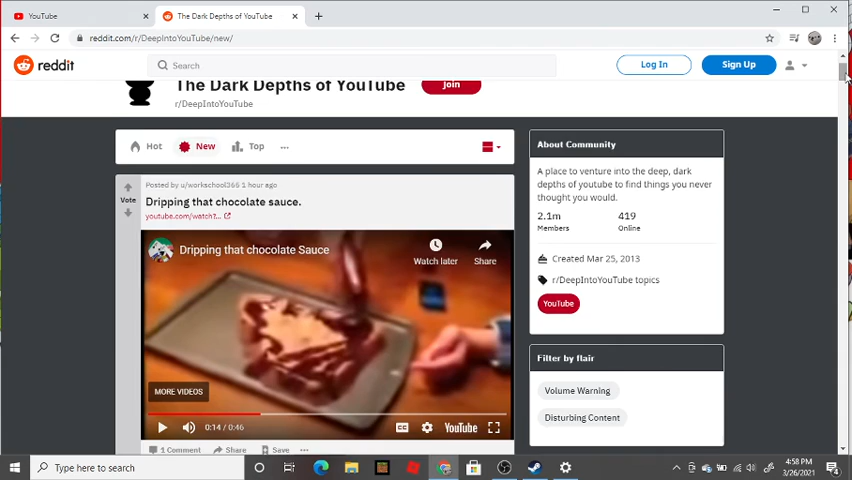 YouTube
The Dark Depths of YouTube
reddit.com/r/DeepIntoYouTube/new/
reddit
Search
Log In
Sign Up
The Dark Depths of YouTube
Join
r/DeepIntoYouTube
Hot
New
Top
Posted by u/workschool365 1 hour ago
Vote
Dripping that chocolate sauce.
youtube.com/watch?...
Dripping that chocolate Sauce
Watch later
Share
MORE VIDEOS
0:14 / 0:46
CC
YouTube
1 Comment
Share
Save
About Community
A place to venture into the deep, dark
depths of youtube to find things you never
thought you would.
2.1m
419
Members
Online
Created Mar 25, 2013
r/DeepIntoYouTube topics
YouTube
Filter by flair
Volume Warning
Disturbing Content
Type here to search
4:58 PM
3/26/2021